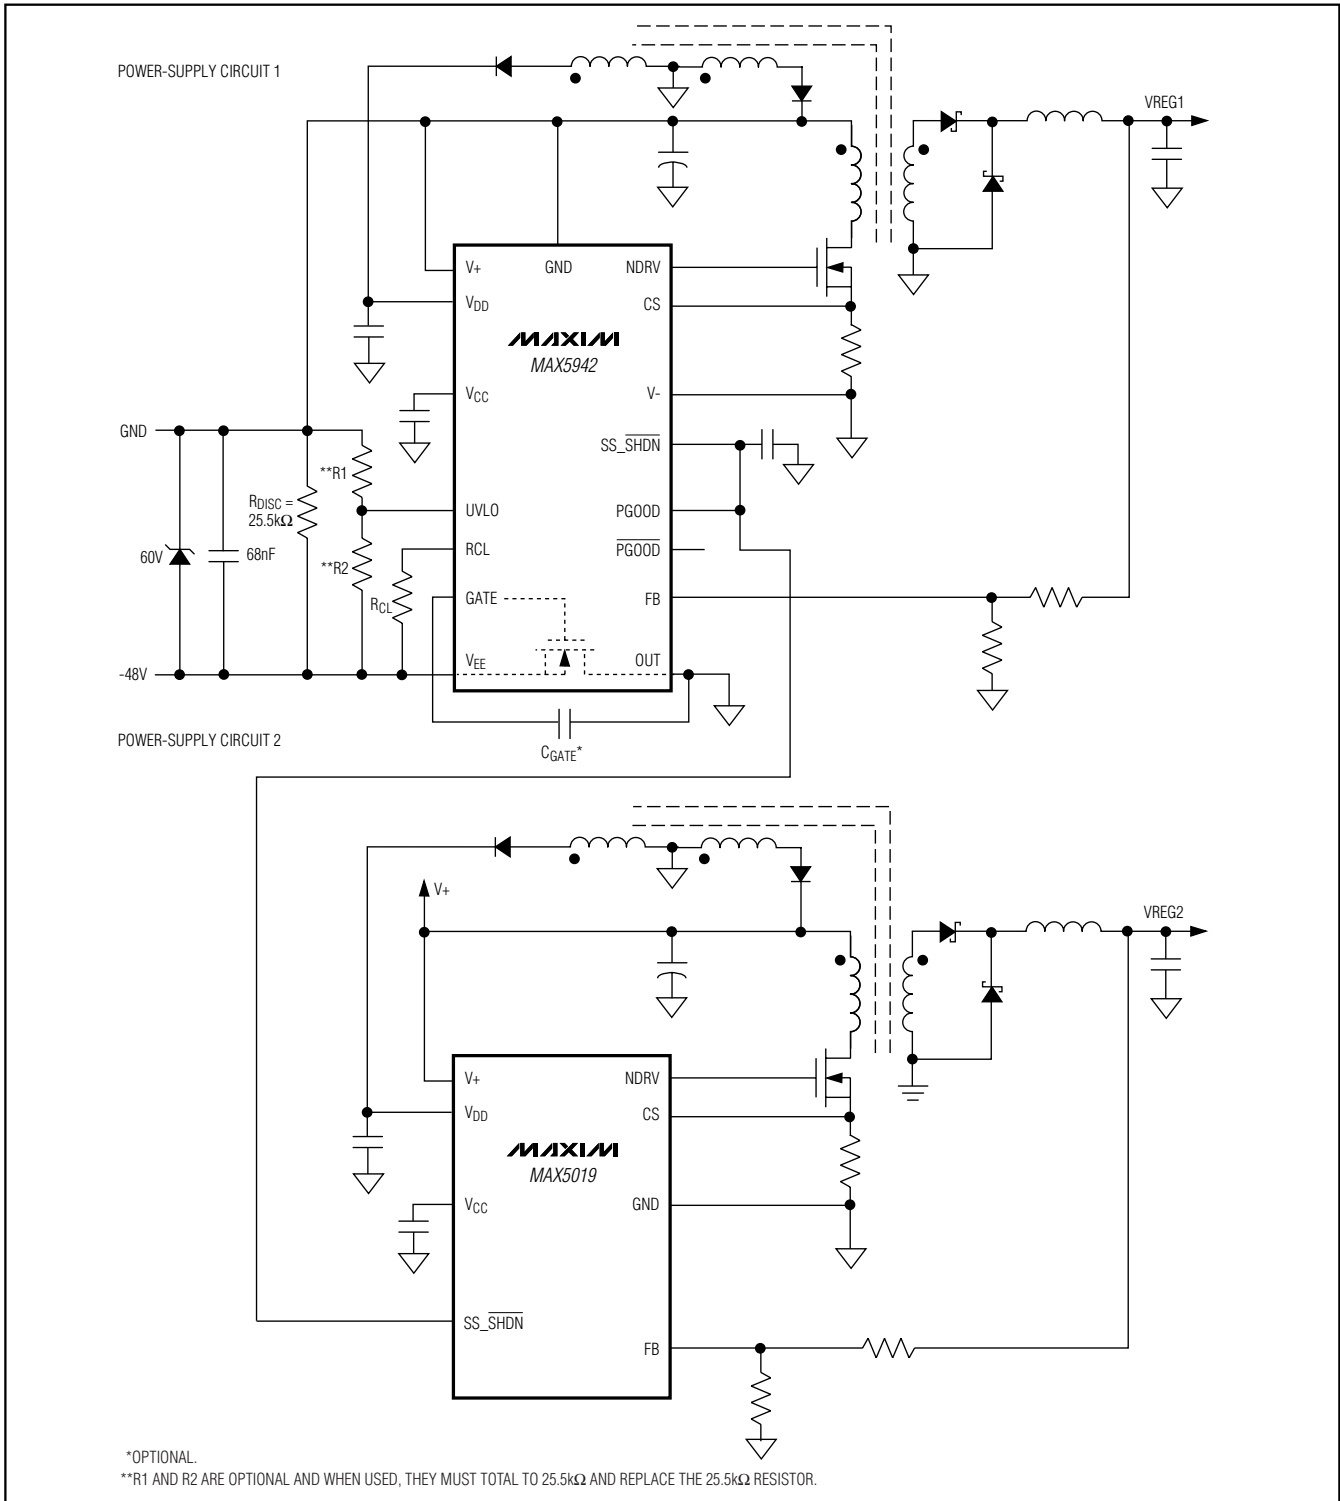 POWER-SUPPLY CIRCUIT 1
VREG1
V+
GND
NDRV
VDD
CS
MAXIM
MAX5942
VCC
V-
GND
SS_SHDN
**R1
RDISC =
25.5kΩ
UVLO
PGOOD
60V
68nF
**R2
RCL
PGOOD
RCL
GATE
FB
VEE
OUT
-48V
POWER-SUPPLY CIRCUIT 2
CGATE*
V+
VREG2
V+
NDRV
VDD
CS
MAXIM
MAX5019
VCC
GND
SS_SHDN
FB
*OPTIONAL.
**R1 AND R2 ARE OPTIONAL AND WHEN USED, THEY MUST TOTAL TO 25.5kΩ AND REPLACE THE 25.5kΩ RESISTOR.